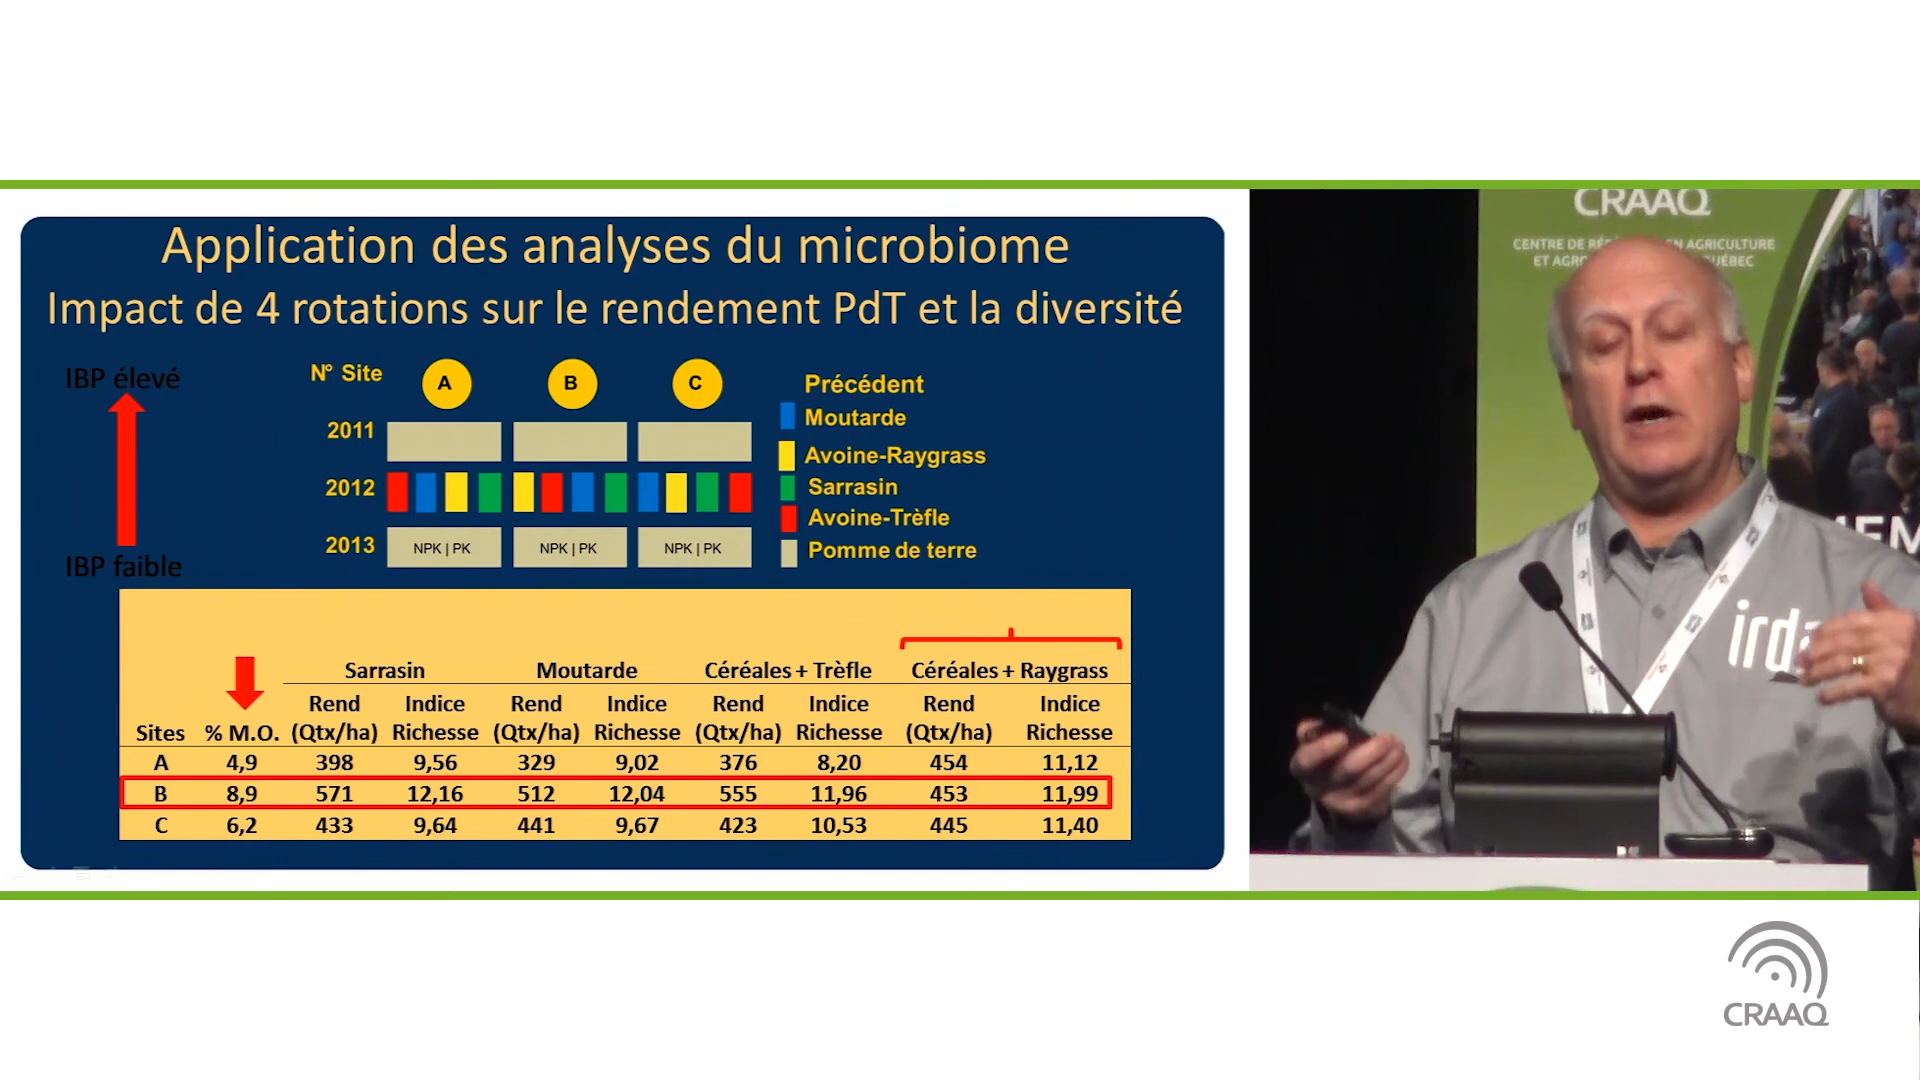 Application des analyses du microbiome
Impact de 4 rotations sur le rendement PdT et la diversité
IBP élevé
IBP faible
N° Site A B C
2011
2012
2013 NPK | PK NPK | PK NPK | PK
Précédent
Moutarde
Avoine-Raygrass
Sarrasin
Avoine-Trèfle
Pomme de terre
Sarrasin Moutarde Céréales + Trèfle Céréales + Raygrass
Rend Indice Rend Indice Rend Indice Rend Indice
Sites % M.O. (Qtx/ha) Richesse (Qtx/ha) Richesse (Qtx/ha) Richesse (Qtx/ha) Richesse
A 4,9 398 9,56 329 9,02 376 8,20 454 11,12
B 8,9 571 12,16 512 12,04 555 11,96 453 11,99
C 6,2 433 9,64 441 9,67 423 10,53 445 11,40
CRAAQ
CENTRE DE EN AGRICULTURE
ET
irda
CRAAQ